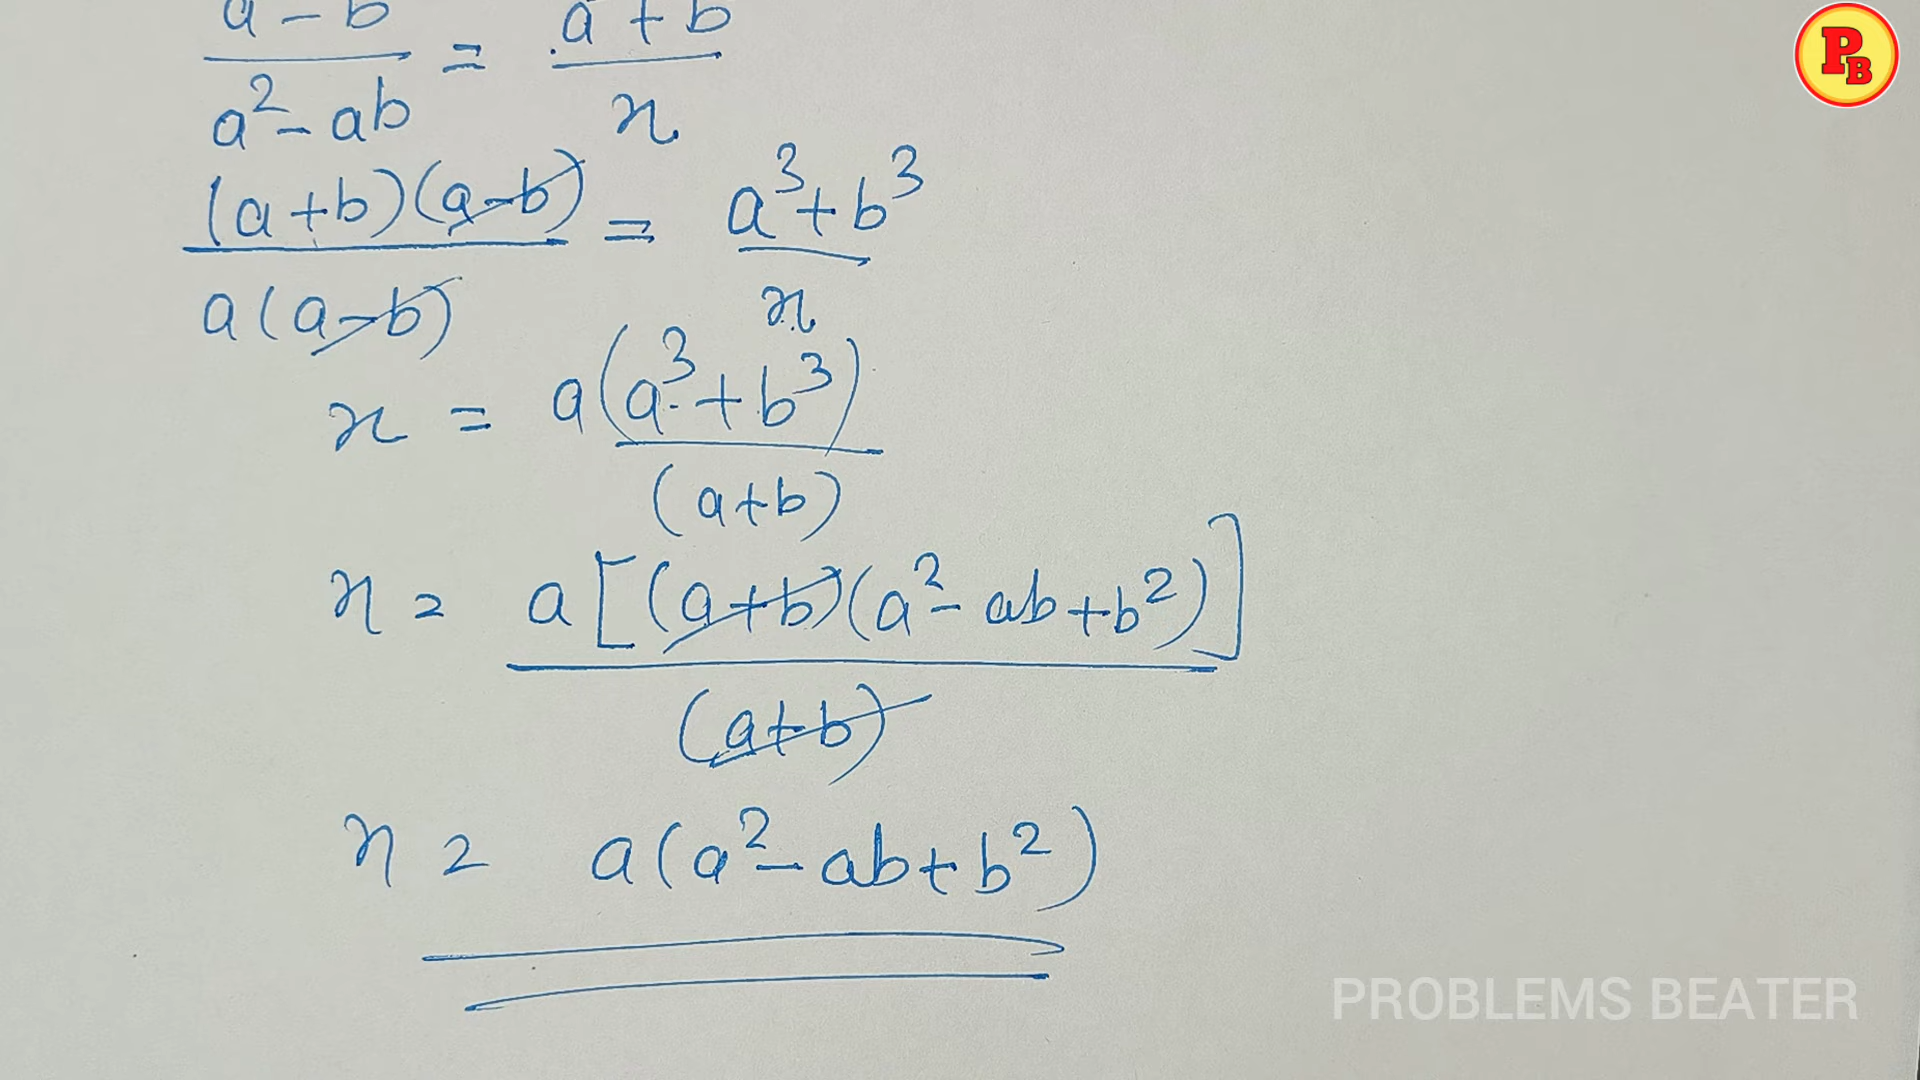 a - b / a² - ab = a + b / x
(a+b)(a-b) / a(a-b) = a³+b³ / x
x = a(a³+b³) / (a+b)
x = a[(a+b)(a²-ab+b²)] / (a+b)
x = a(a²-ab+b²)
PB
PROBLEMS BEATER